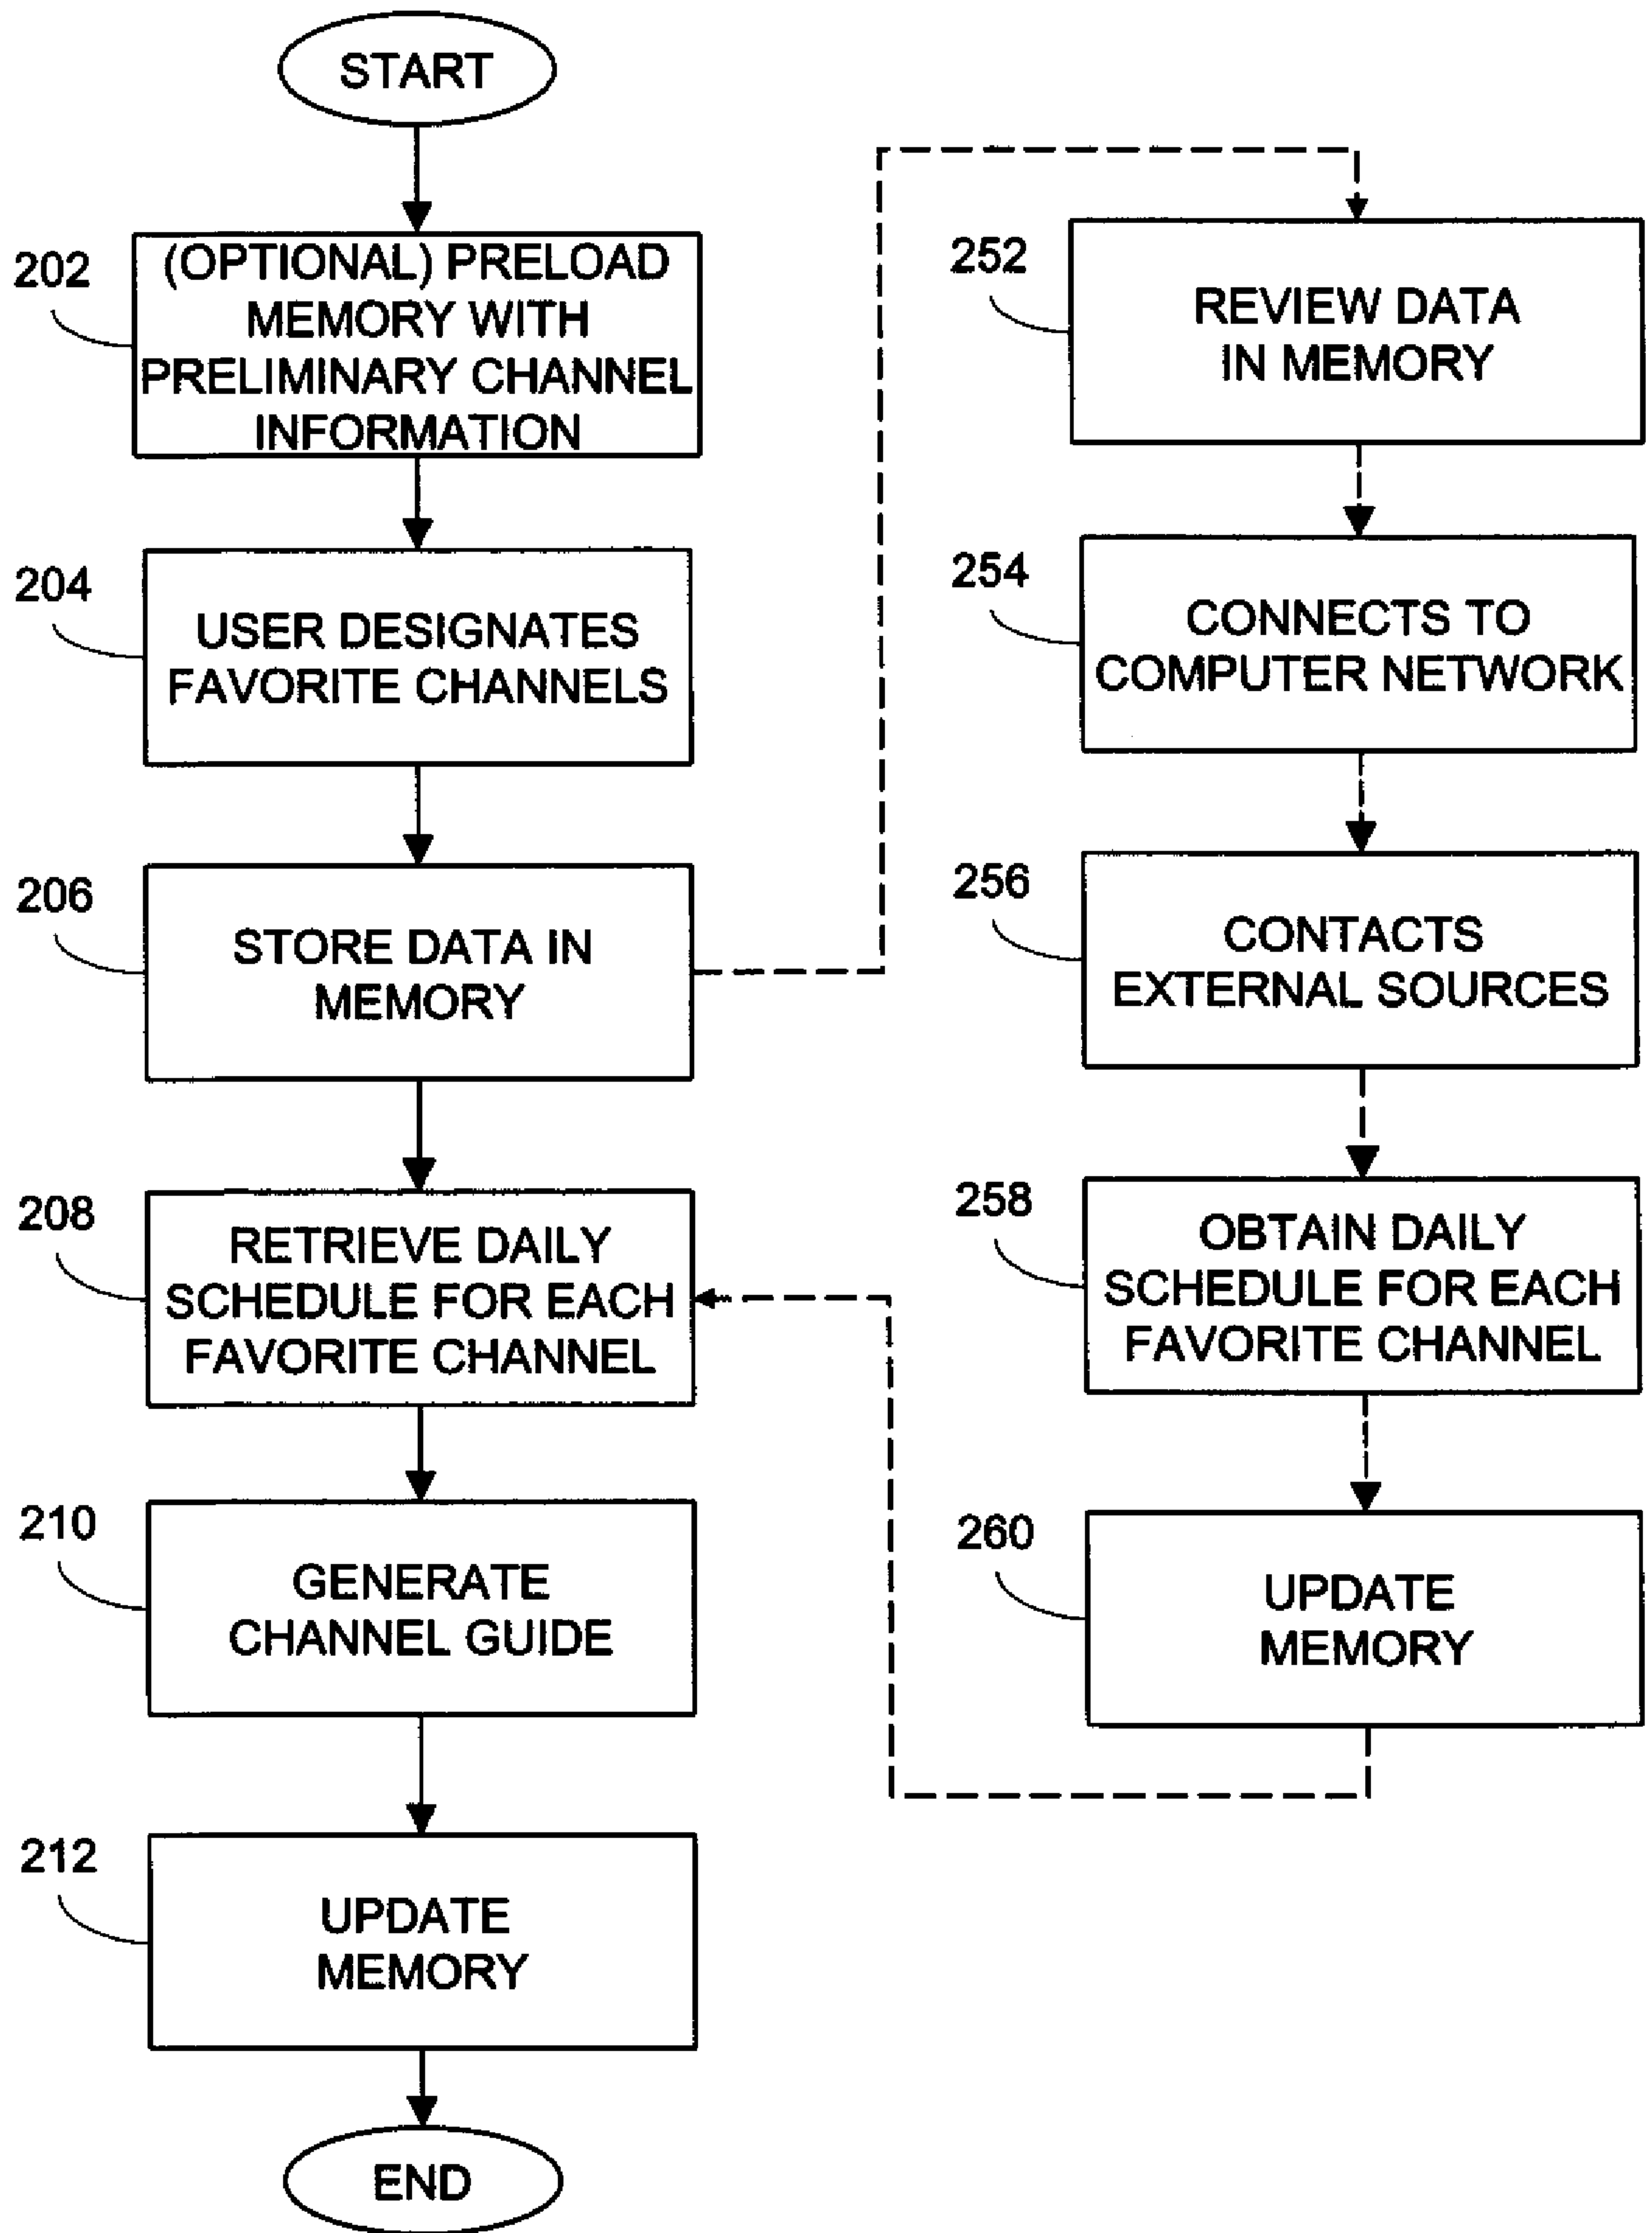 START
202
(OPTIONAL) PRELOAD
MEMORY WITH
PRELIMINARY CHANNEL
INFORMATION
204
USER DESIGNATES
FAVORITE CHANNELS
206
STORE DATA IN
MEMORY
208
RETRIEVE DAILY
SCHEDULE FOR EACH
FAVORITE CHANNEL
210
GENERATE
CHANNEL GUIDE
212
UPDATE
MEMORY
END
252
REVIEW DATA
IN MEMORY
254
CONNECTS TO
COMPUTER NETWORK
256
CONTACTS
EXTERNAL SOURCES
258
OBTAIN DAILY
SCHEDULE FOR EACH
FAVORITE CHANNEL
260
UPDATE
MEMORY